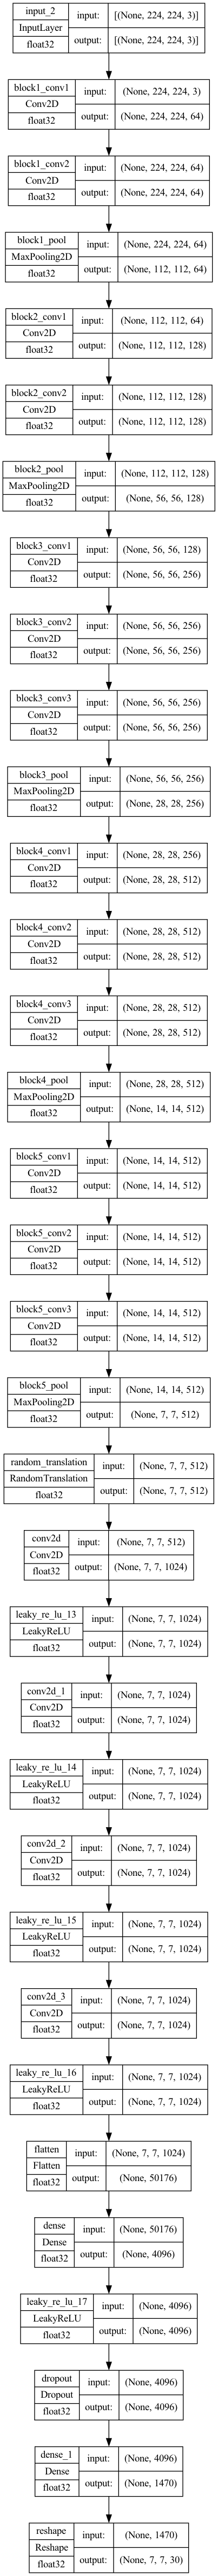 input_2 input: [(None, 224, 224, 3)]
InputLayer
float32 output: [(None, 224, 224, 3)]
block1_conv1 input: (None, 224, 224, 3)
Conv2D
float32 output: (None, 224, 224, 64)
block1_conv2 input: (None, 224, 224, 64)
Conv2D
float32 output: (None, 224, 224, 64)
block1_pool input: (None, 224, 224, 64)
MaxPooling2D
float32 output: (None, 112, 112, 64)
block2_conv1 input: (None, 112, 112, 64)
Conv2D
float32 output: (None, 112, 112, 128)
block2_conv2 input: (None, 112, 112, 128)
Conv2D
float32 output: (None, 112, 112, 128)
block2_pool input: (None, 112, 112, 128)
MaxPooling2D
float32 output: (None, 56, 56, 128)
block3_conv1 input: (None, 56, 56, 128)
Conv2D
float32 output: (None, 56, 56, 256)
block3_conv2 input: (None, 56, 56, 256)
Conv2D
float32 output: (None, 56, 56, 256)
block3_conv3 input: (None, 56, 56, 256)
Conv2D
float32 output: (None, 56, 56, 256)
block3_pool input: (None, 56, 56, 256)
MaxPooling2D
float32 output: (None, 28, 28, 256)
block4_conv1 input: (None, 28, 28, 256)
Conv2D
float32 output: (None, 28, 28, 512)
block4_conv2 input: (None, 28, 28, 512)
Conv2D
float32 output: (None, 28, 28, 512)
block4_conv3 input: (None, 28, 28, 512)
Conv2D
float32 output: (None, 28, 28, 512)
block4_pool input: (None, 28, 28, 512)
MaxPooling2D
float32 output: (None, 14, 14, 512)
block5_conv1 input: (None, 14, 14, 512)
Conv2D
float32 output: (None, 14, 14, 512)
block5_conv2 input: (None, 14, 14, 512)
Conv2D
float32 output: (None, 14, 14, 512)
block5_conv3 input: (None, 14, 14, 512)
Conv2D
float32 output: (None, 14, 14, 512)
block5_pool input: (None, 14, 14, 512)
MaxPooling2D
float32 output: (None, 7, 7, 512)
random_translation input: (None, 7, 7, 512)
RandomTranslation
float32 output: (None, 7, 7, 512)
conv2d input: (None, 7, 7, 512)
Conv2D
float32 output: (None, 7, 7, 1024)
leaky_re_lu_13 input: (None, 7, 7, 1024)
LeakyReLU
float32 output: (None, 7, 7, 1024)
conv2d_1 input: (None, 7, 7, 1024)
Conv2D
float32 output: (None, 7, 7, 1024)
leaky_re_lu_14 input: (None, 7, 7, 1024)
LeakyReLU
float32 output: (None, 7, 7, 1024)
conv2d_2 input: (None, 7, 7, 1024)
Conv2D
float32 output: (None, 7, 7, 1024)
leaky_re_lu_15 input: (None, 7, 7, 1024)
LeakyReLU
float32 output: (None, 7, 7, 1024)
conv2d_3 input: (None, 7, 7, 1024)
Conv2D
float32 output: (None, 7, 7, 1024)
leaky_re_lu_16 input: (None, 7, 7, 1024)
LeakyReLU
float32 output: (None, 7, 7, 1024)
flatten input: (None, 7, 7, 1024)
Flatten
float32 output: (None, 50176)
dense input: (None, 50176)
Dense
float32 output: (None, 4096)
leaky_re_lu_17 input: (None, 4096)
LeakyReLU
float32 output: (None, 4096)
dropout input: (None, 4096)
Dropout
float32 output: (None, 4096)
dense_1 input: (None, 4096)
Dense
float32 output: (None, 1470)
reshape input: (None, 1470)
Reshape
float32 output: (None, 7, 7, 30)